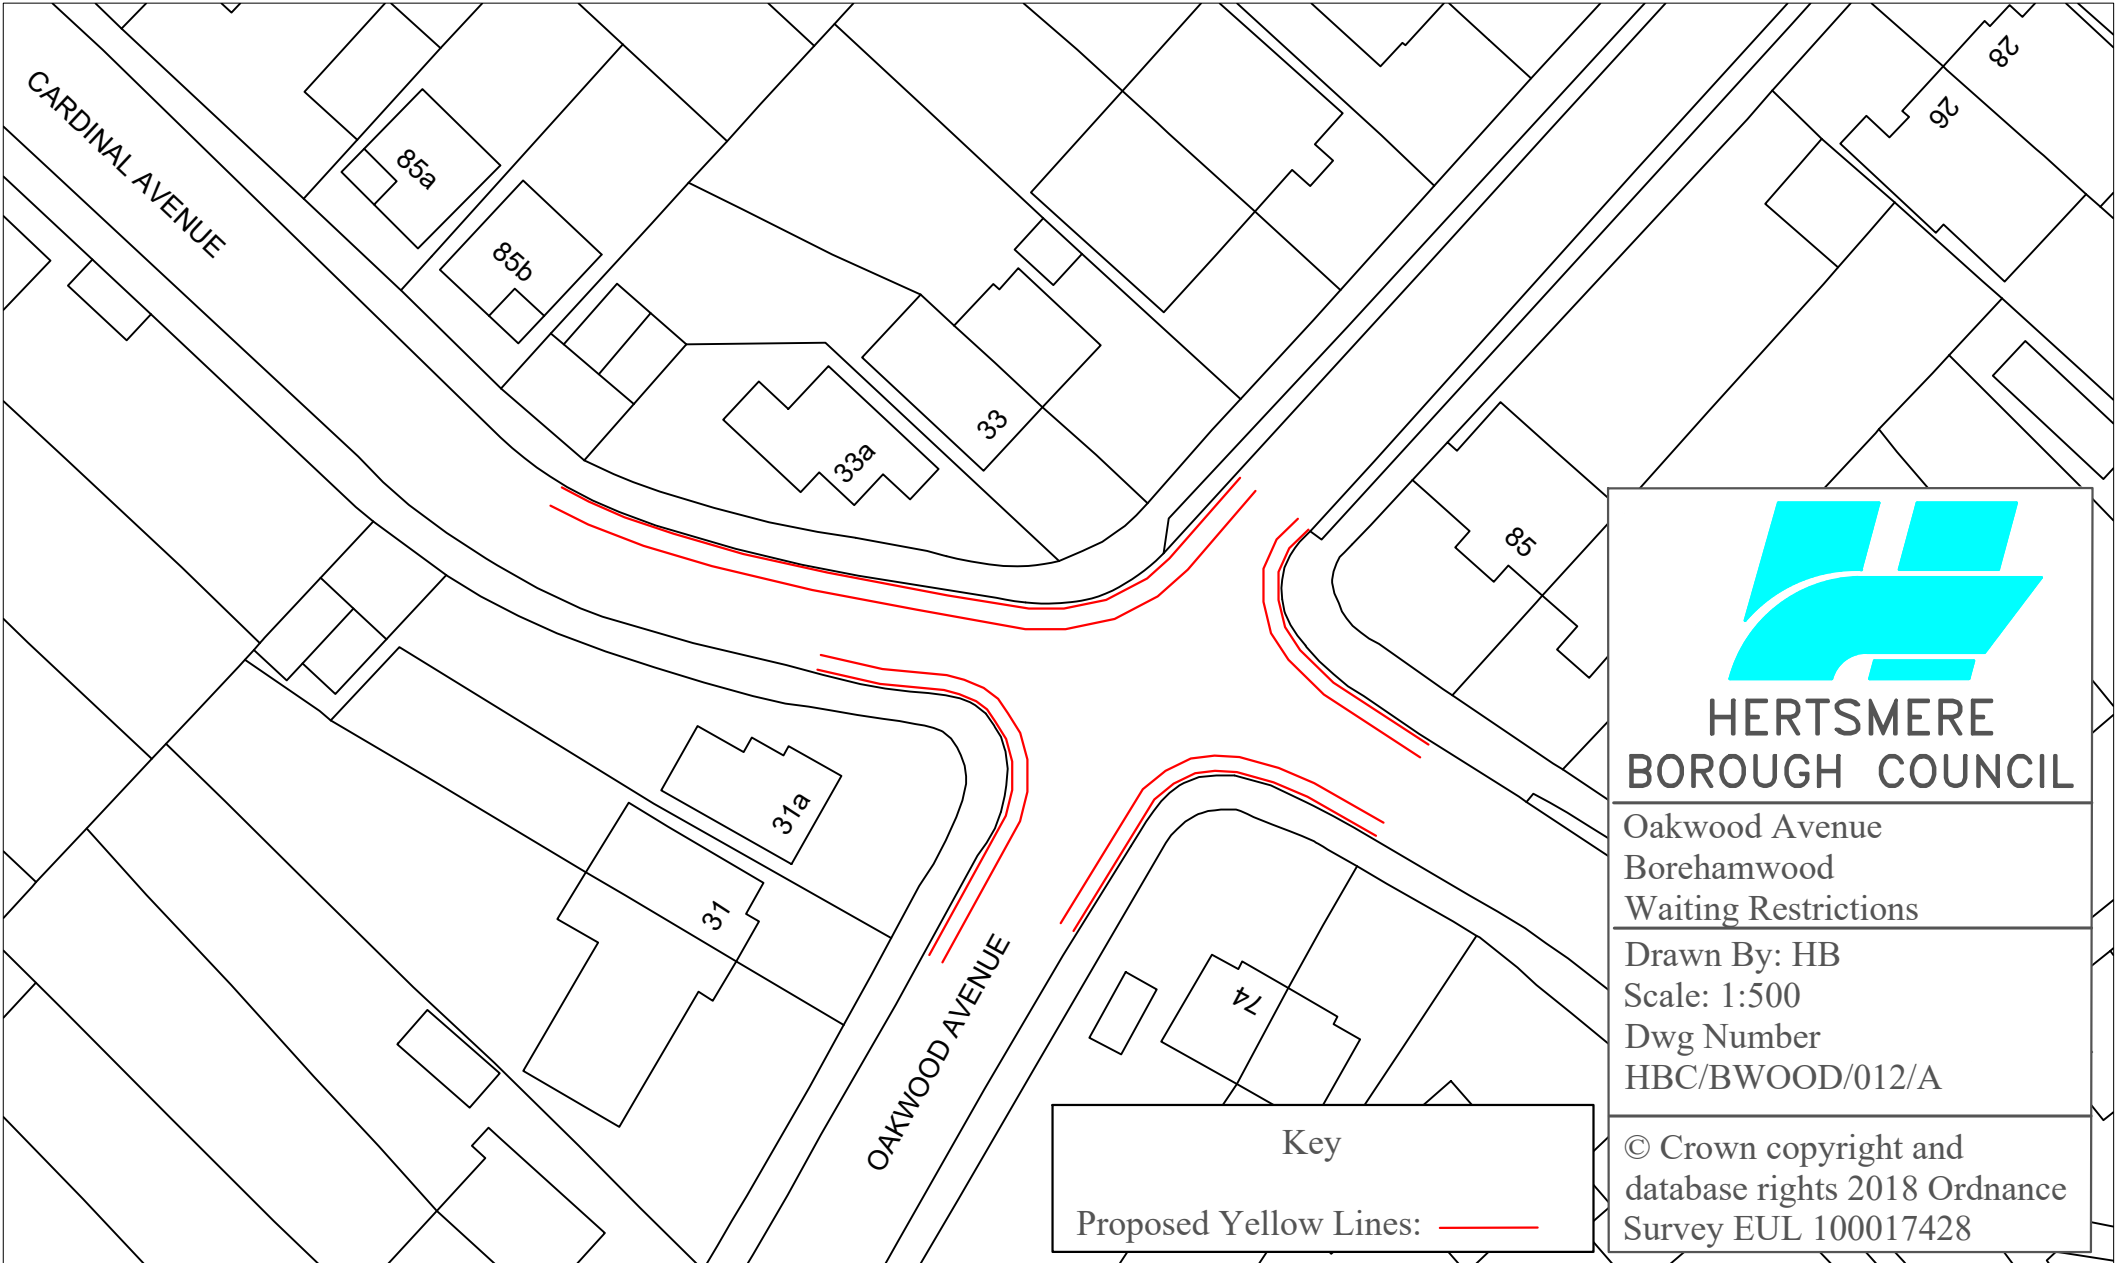 CARDINAL AVENUE
85a
85b
33
33a
28
26
85
31a
31
74
OAKWOOD AVENUE
HERTSMERE
BOROUGH COUNCIL
Oakwood Avenue
Borehamwood
Waiting Restrictions
Drawn By: HB
Scale: 1:500
Dwg Number
HBC/BWOOD/012/A
© Crown copyright and
database rights 2018 Ordnance
Survey EUL 100017428
Key
Proposed Yellow Lines: